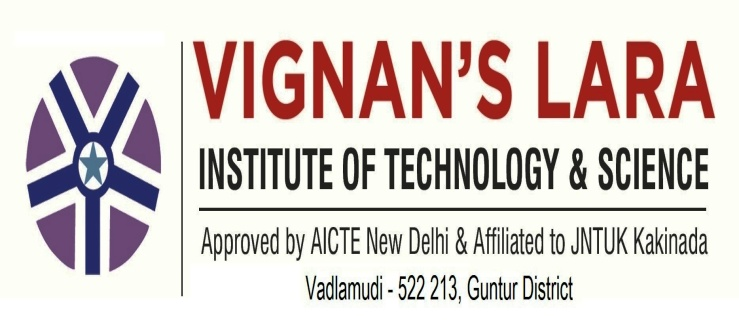 VIGNAN'S LARA
INSTITUTE OF TECHNOLOGY & SCIENCE
Approved by AICTE New Delhi & Affiliated to JNTUK Kakinada
Vadlamudi - 522 213, Guntur District